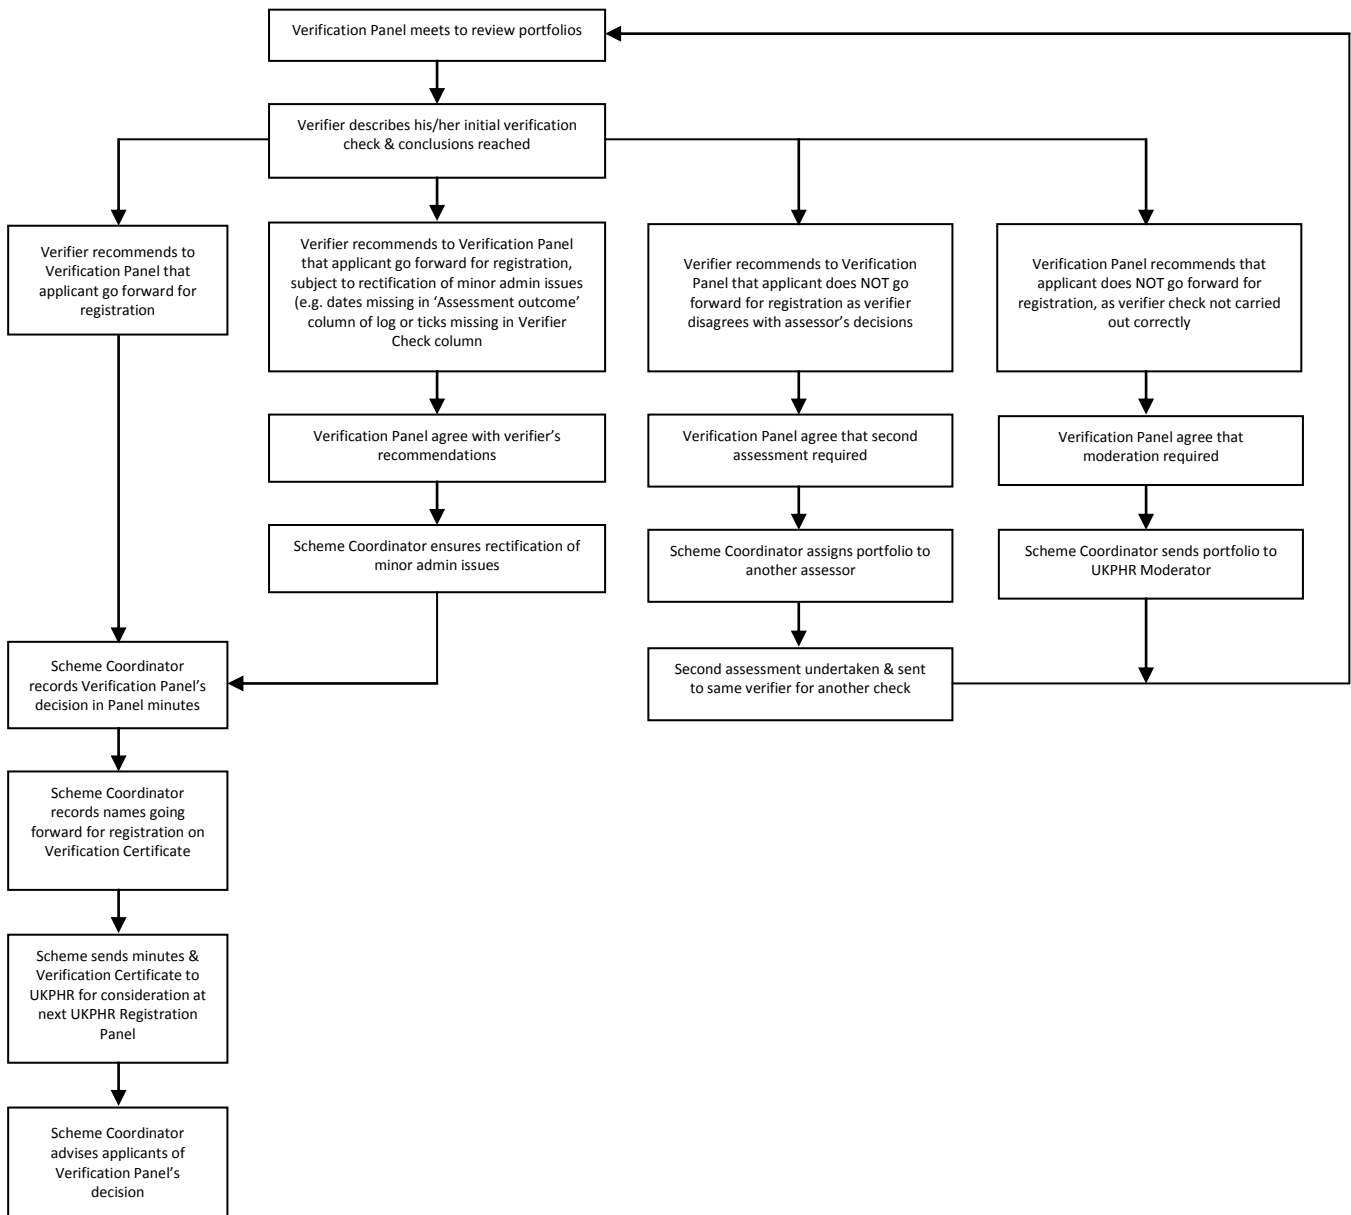 Verification Panel meets to review portfolios
Verifier describes his/her initial verification
check & conclusions reached
Verifier recommends to
Verification Panel that
applicant go forward for
registration
Verifier recommends to Verification Panel
that applicant go forward for registration,
subject to rectification of minor admin issues
(e.g. dates missing in ‘Assessment outcome’
column of log or ticks missing in Verifier
Check column
Verifier recommends to Verification
Panel that applicant does NOT go
forward for registration as verifier
disagrees with assessor’s decisions
Verification Panel recommends that
applicant does NOT go forward for
registration, as verifier check not carried
out correctly
Verification Panel agree with verifier’s
recommendations
Verification Panel agree that second
assessment required
Verification Panel agree that
moderation required
Scheme Coordinator ensures rectification of
minor admin issues
Scheme Coordinator assigns portfolio to
another assessor
Scheme Coordinator sends portfolio to
UKPHR Moderator
Scheme Coordinator
records Verification Panel’s
decision in Panel minutes
Second assessment undertaken & sent
to same verifier for another check
Scheme Coordinator
records names going
forward for registration on
Verification Certificate
Scheme sends minutes &
Verification Certificate to
UKPHR for consideration at
next UKPHR Registration
Panel
Scheme Coordinator
advises applicants of
Verification Panel’s
decision